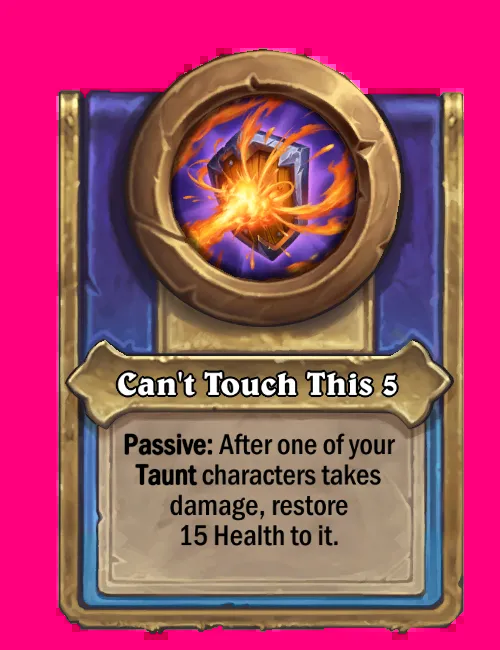 Can't Touch This 5
Passive: After one of your
Taunt characters takes
damage, restore
15 Health to it.